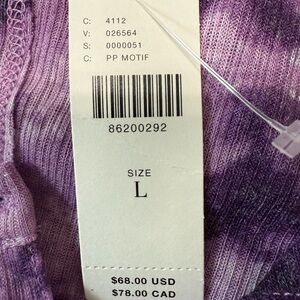 C: 4112
V: 026564
S: 0000051
C: PP MOTIF
86200292
SIZE
L
$68.00 USD
$78.00 CAD